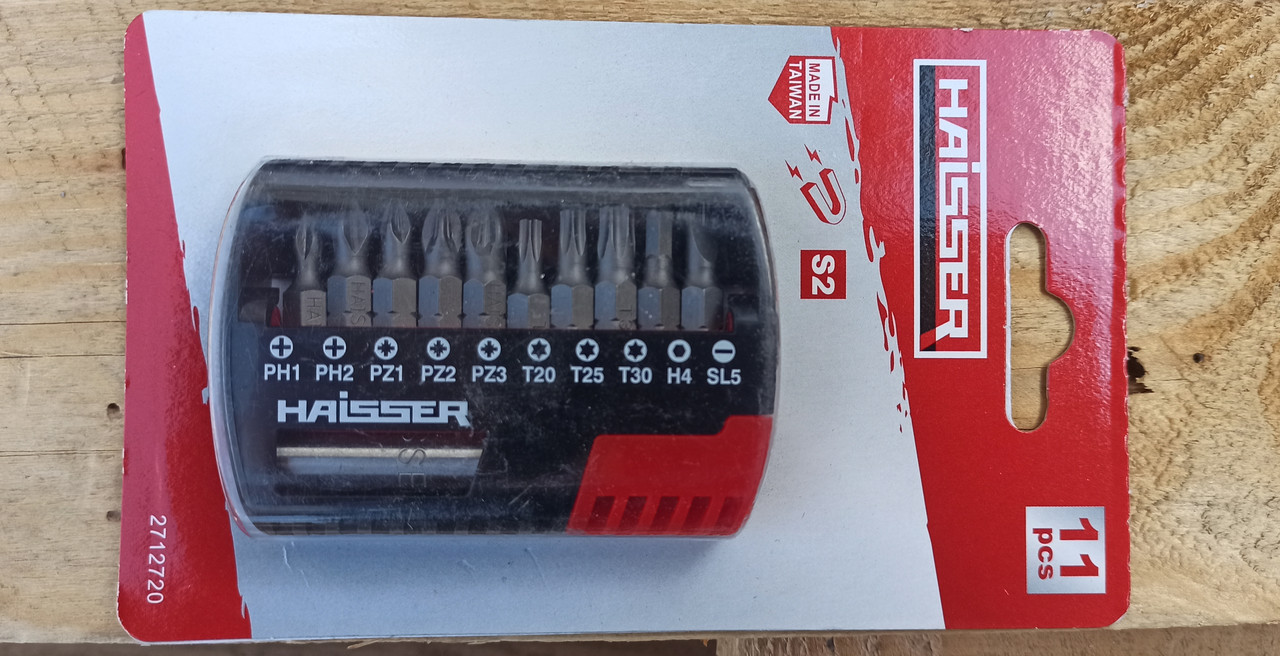 HAISSER
MADE IN
TAIWAN
S2
PH1 PH2 PZ1 PZ2 PZ3 T20 T25 T30 H4 SL5
HAISSER
S E
11
pcs
2712720